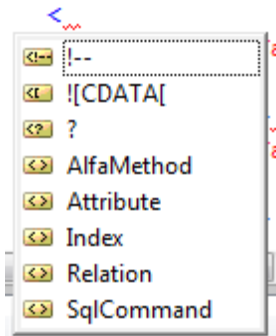 <
!--
![CDATA[
?
AlfaMethod
Attribute
Index
Relation
SqlCommand